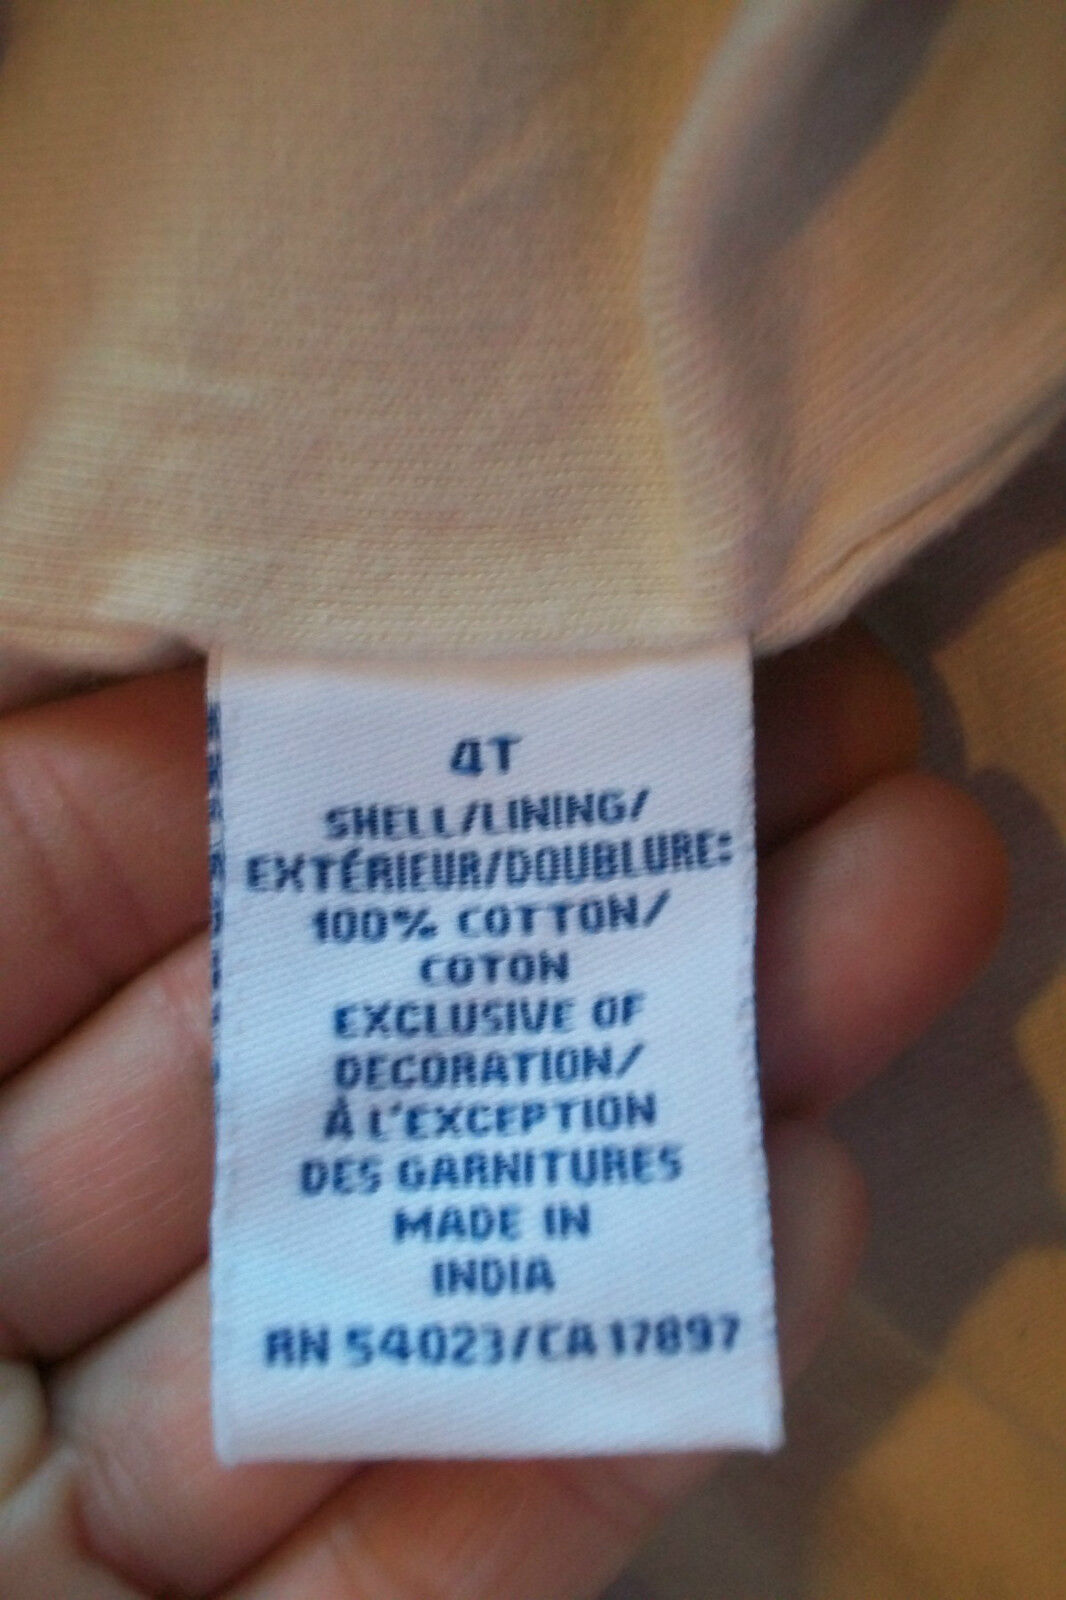 4T
SHELL/LINING/
EXTÉRIEUR/DOUBLURE:
100% COTTON/
COTON
EXCLUSIVE OF
DECORATION/
À L'EXCEPTION
DES GARNITURES
MADE IN
INDIA
RN 54023/CA 17897